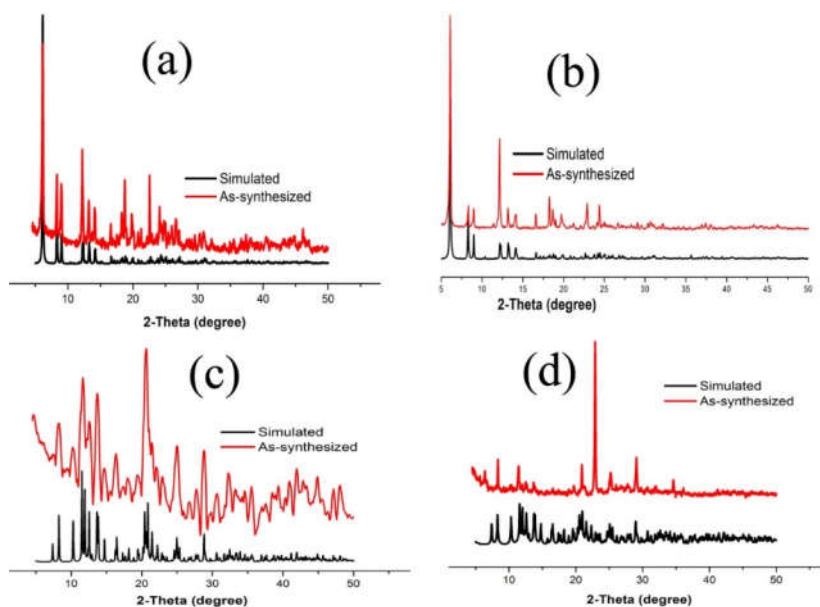 (a)
Simulated
As-synthesized
10 20 30 40 50
2-Theta (degree)
(b)
Simulated
As-synthesized
5 10 15 20 25 30 35 40 45 50
2-Theta (degree)
(c)
Simulated
As-synthesized
10 20 30 40 50
2-Theta (degree)
(d)
Simulated
As-synthesized
10 20 30 40 50
2-Theta (degree)